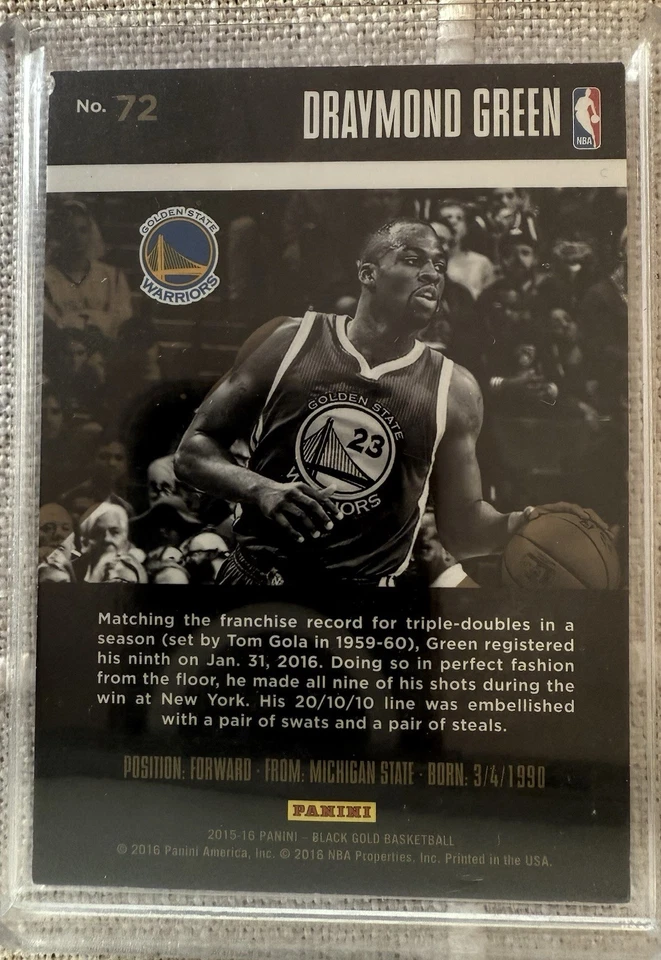 No. 72
DRAYMOND GREEN
NBA
C
GOLDEN STATE
WARRIORS
GOLDEN STATE
23
Matching the franchise record for triple-doubles in a
season (set by Tom Gola in 1959-60), Green registered
his ninth on Jan. 31, 2016. Doing so in perfect fashion
from the floor, he made all nine of his shots during the
win at New York. His 20/10/10 line was embellished
with a pair of swats and a pair of steals.
POSITION: FORWARD · FROM: MICHIGAN STATE · BORN: 3/4/1990
PANINI
2015-16 PANINI – BLACK GOLD BASKETBALL
© 2016 Panini America, Inc. © 2016 NBA Properties, Inc. Printed in the USA.